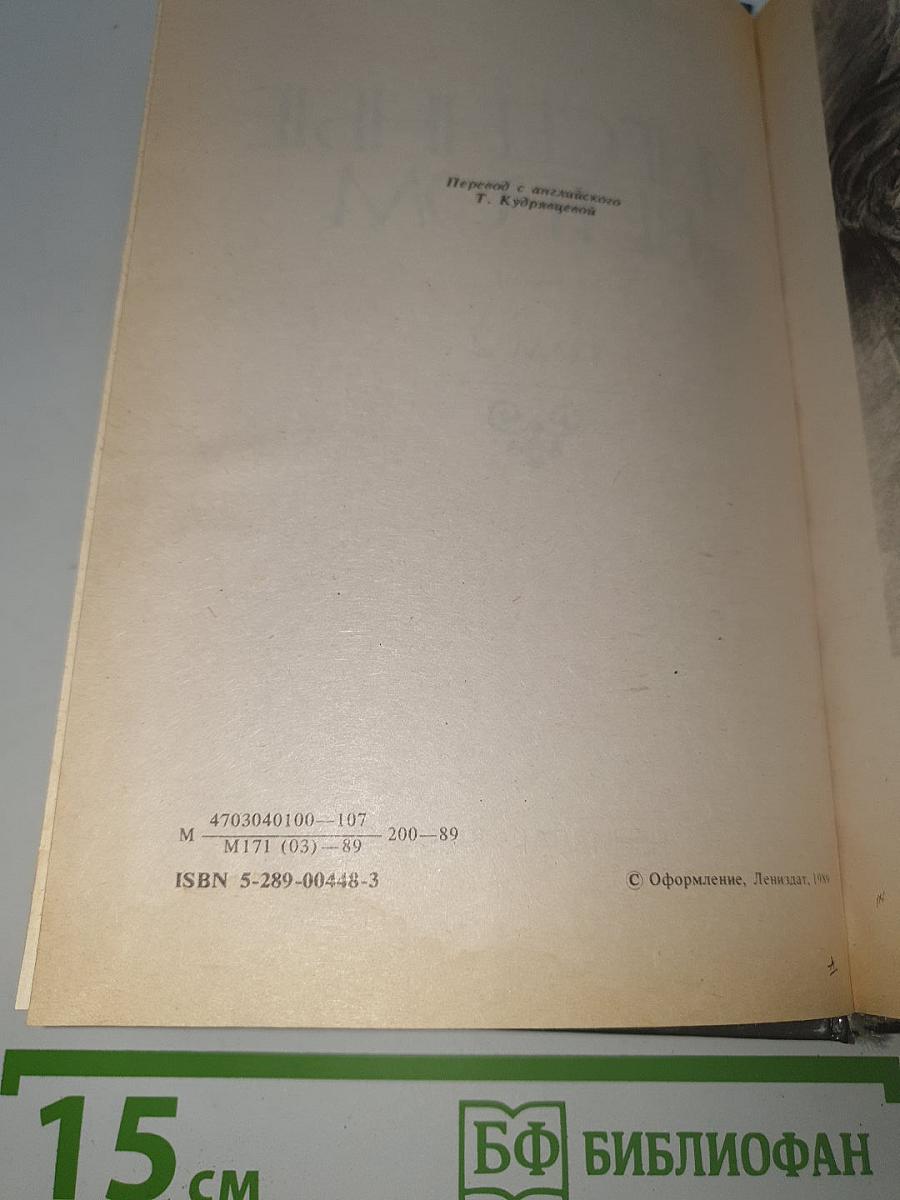 Перевод с английского
Т. Кудрявцевой
М 4703040100—107
М171 (03)—89 200—89
ISBN 5-289-00448-3
© Оформление, Лениздат, 1989
15 см
БФ БИБЛИОФАН